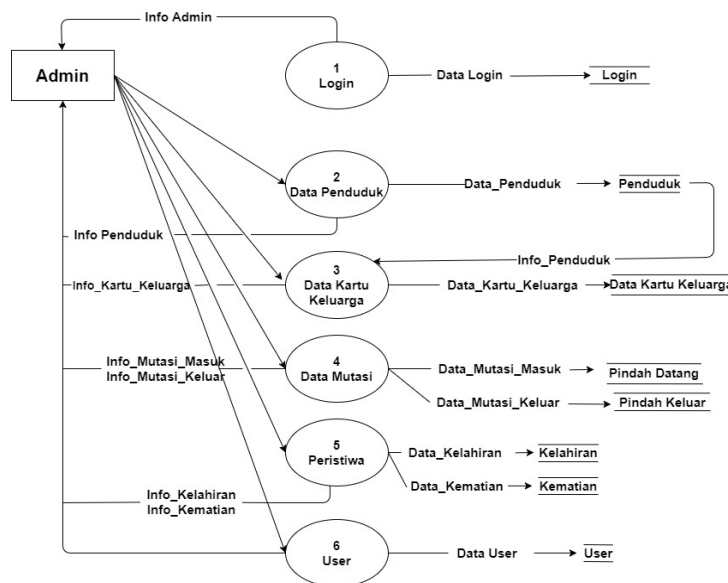 Info Admin
Admin
1
Login
Data Login
Login
2
Data Penduduk
Data_Penduduk
Penduduk
Info Penduduk
Info_Penduduk
3
Data Kartu
Keluarga
Info_Kartu_Keluarga
Data_Kartu_Keluarga
Data Kartu Keluarga
Info_Mutasi_Masuk
Info_Mutasi_Keluar
4
Data Mutasi
Data_Mutasi_Masuk
Pindah Datang
Data_Mutasi_Keluar
Pindah Keluar
5
Peristiwa
Data_Kelahiran
Kelahiran
Data_Kematian
Kematian
Info_Kelahiran
Info_Kematian
6
User
Data User
User